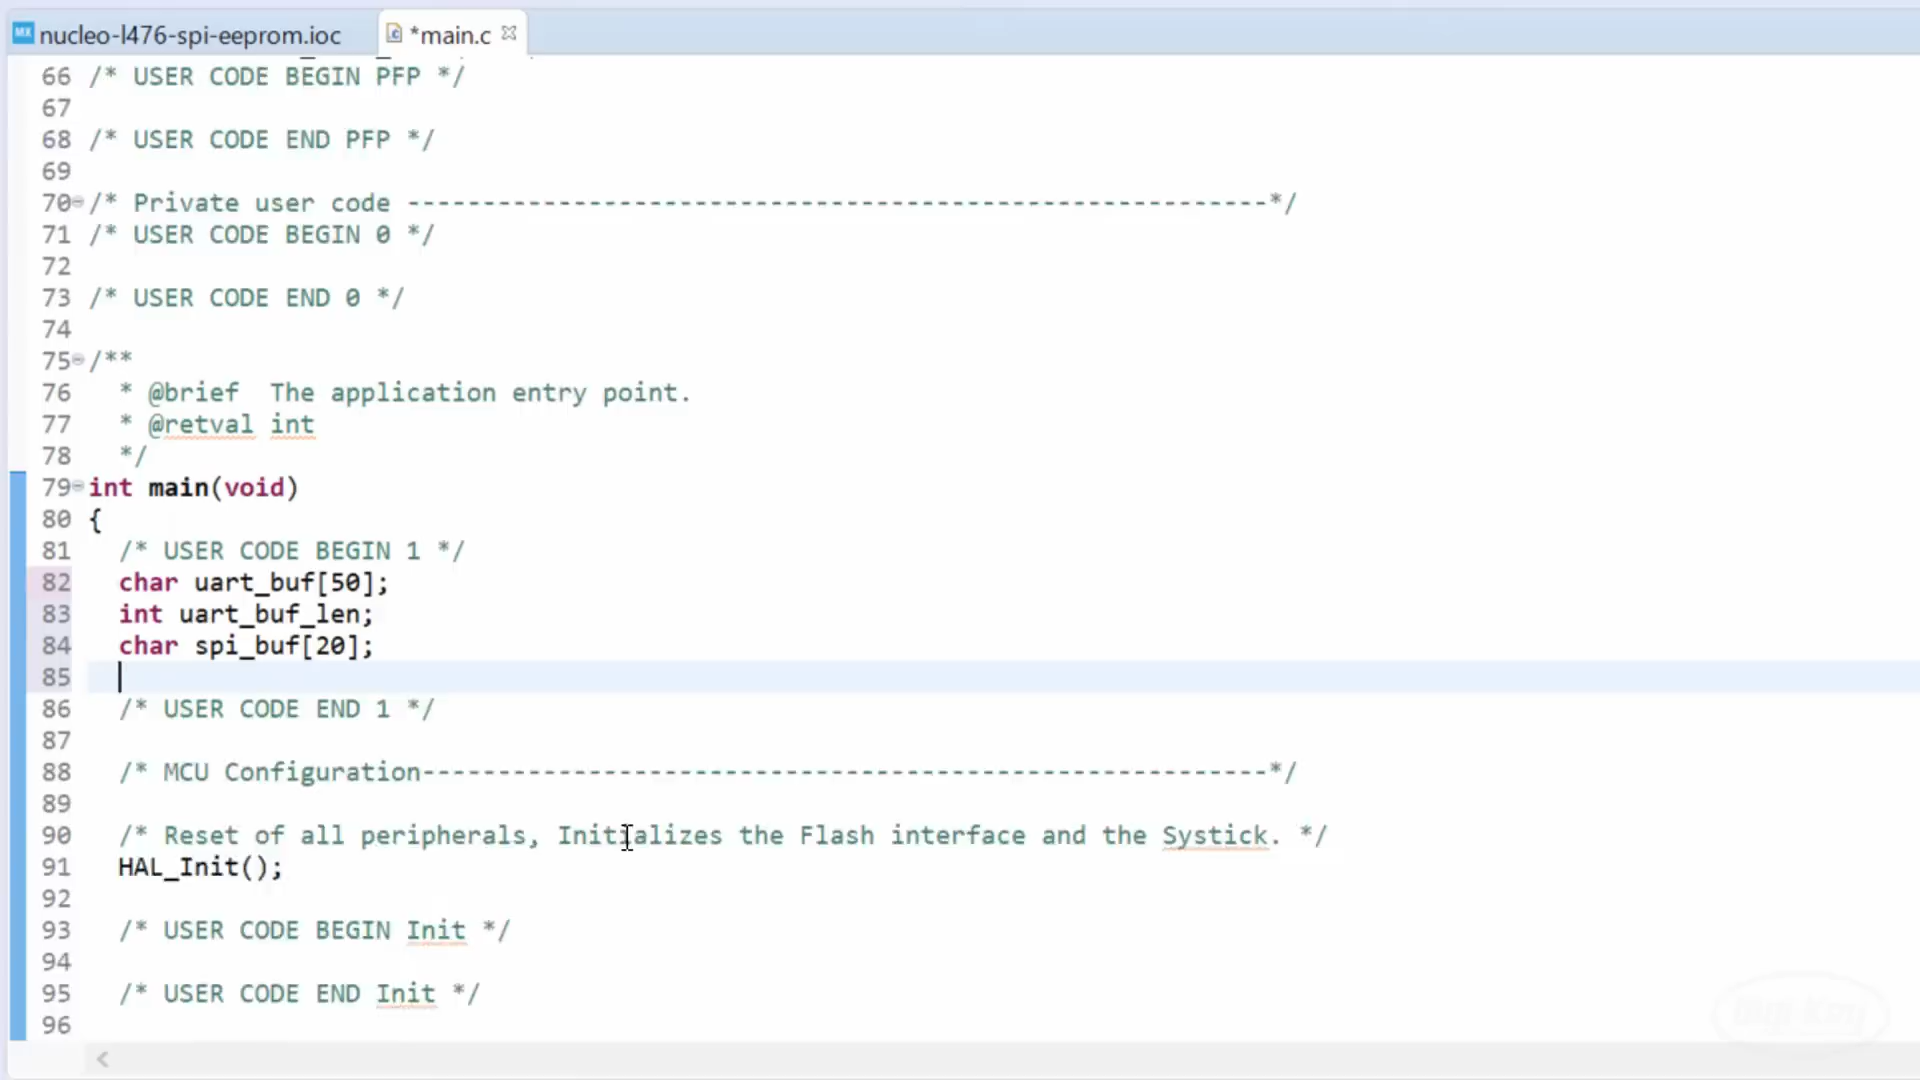 nucleo-l476-spi-eeprom.ioc *main.c
66 /* USER CODE BEGIN PFP */
67
68 /* USER CODE END PFP */
69
70 /* Private user code ---------------------------------------------------------*/
71 /* USER CODE BEGIN 0 */
72
73 /* USER CODE END 0 */
74
75 /**
76 * @brief  The application entry point.
77 * @retval int
78 */
79 int main(void)
80 {
81 /* USER CODE BEGIN 1 */
82 char uart_buf[50];
83 int uart_buf_len;
84 char spi_buf[20];
85
86 /* USER CODE END 1 */
87
88 /* MCU Configuration--------------------------------------------------------*/
89
90 /* Reset of all peripherals, Initializes the Flash interface and the Systick. */
91 HAL_Init();
92
93 /* USER CODE BEGIN Init */
94
95 /* USER CODE END Init */
96